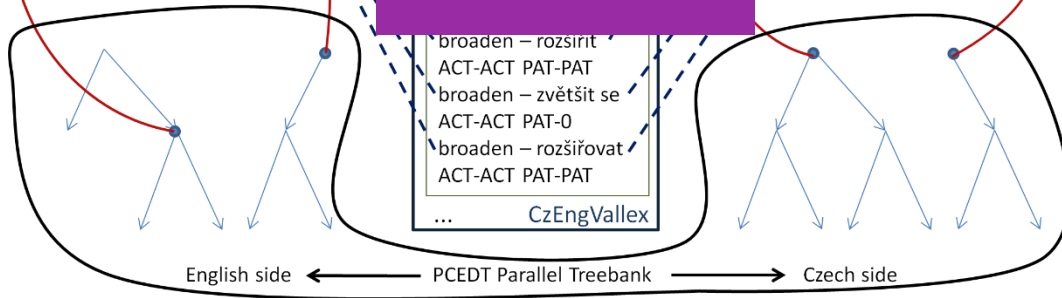 broaden – rozšířit
ACT-ACT PAT-PAT
broaden – zvětšit se
ACT-ACT PAT-0
broaden – rozšiřovat
ACT-ACT PAT-PAT
... CzEngVallex
English side PCEDT Parallel Treebank Czech side